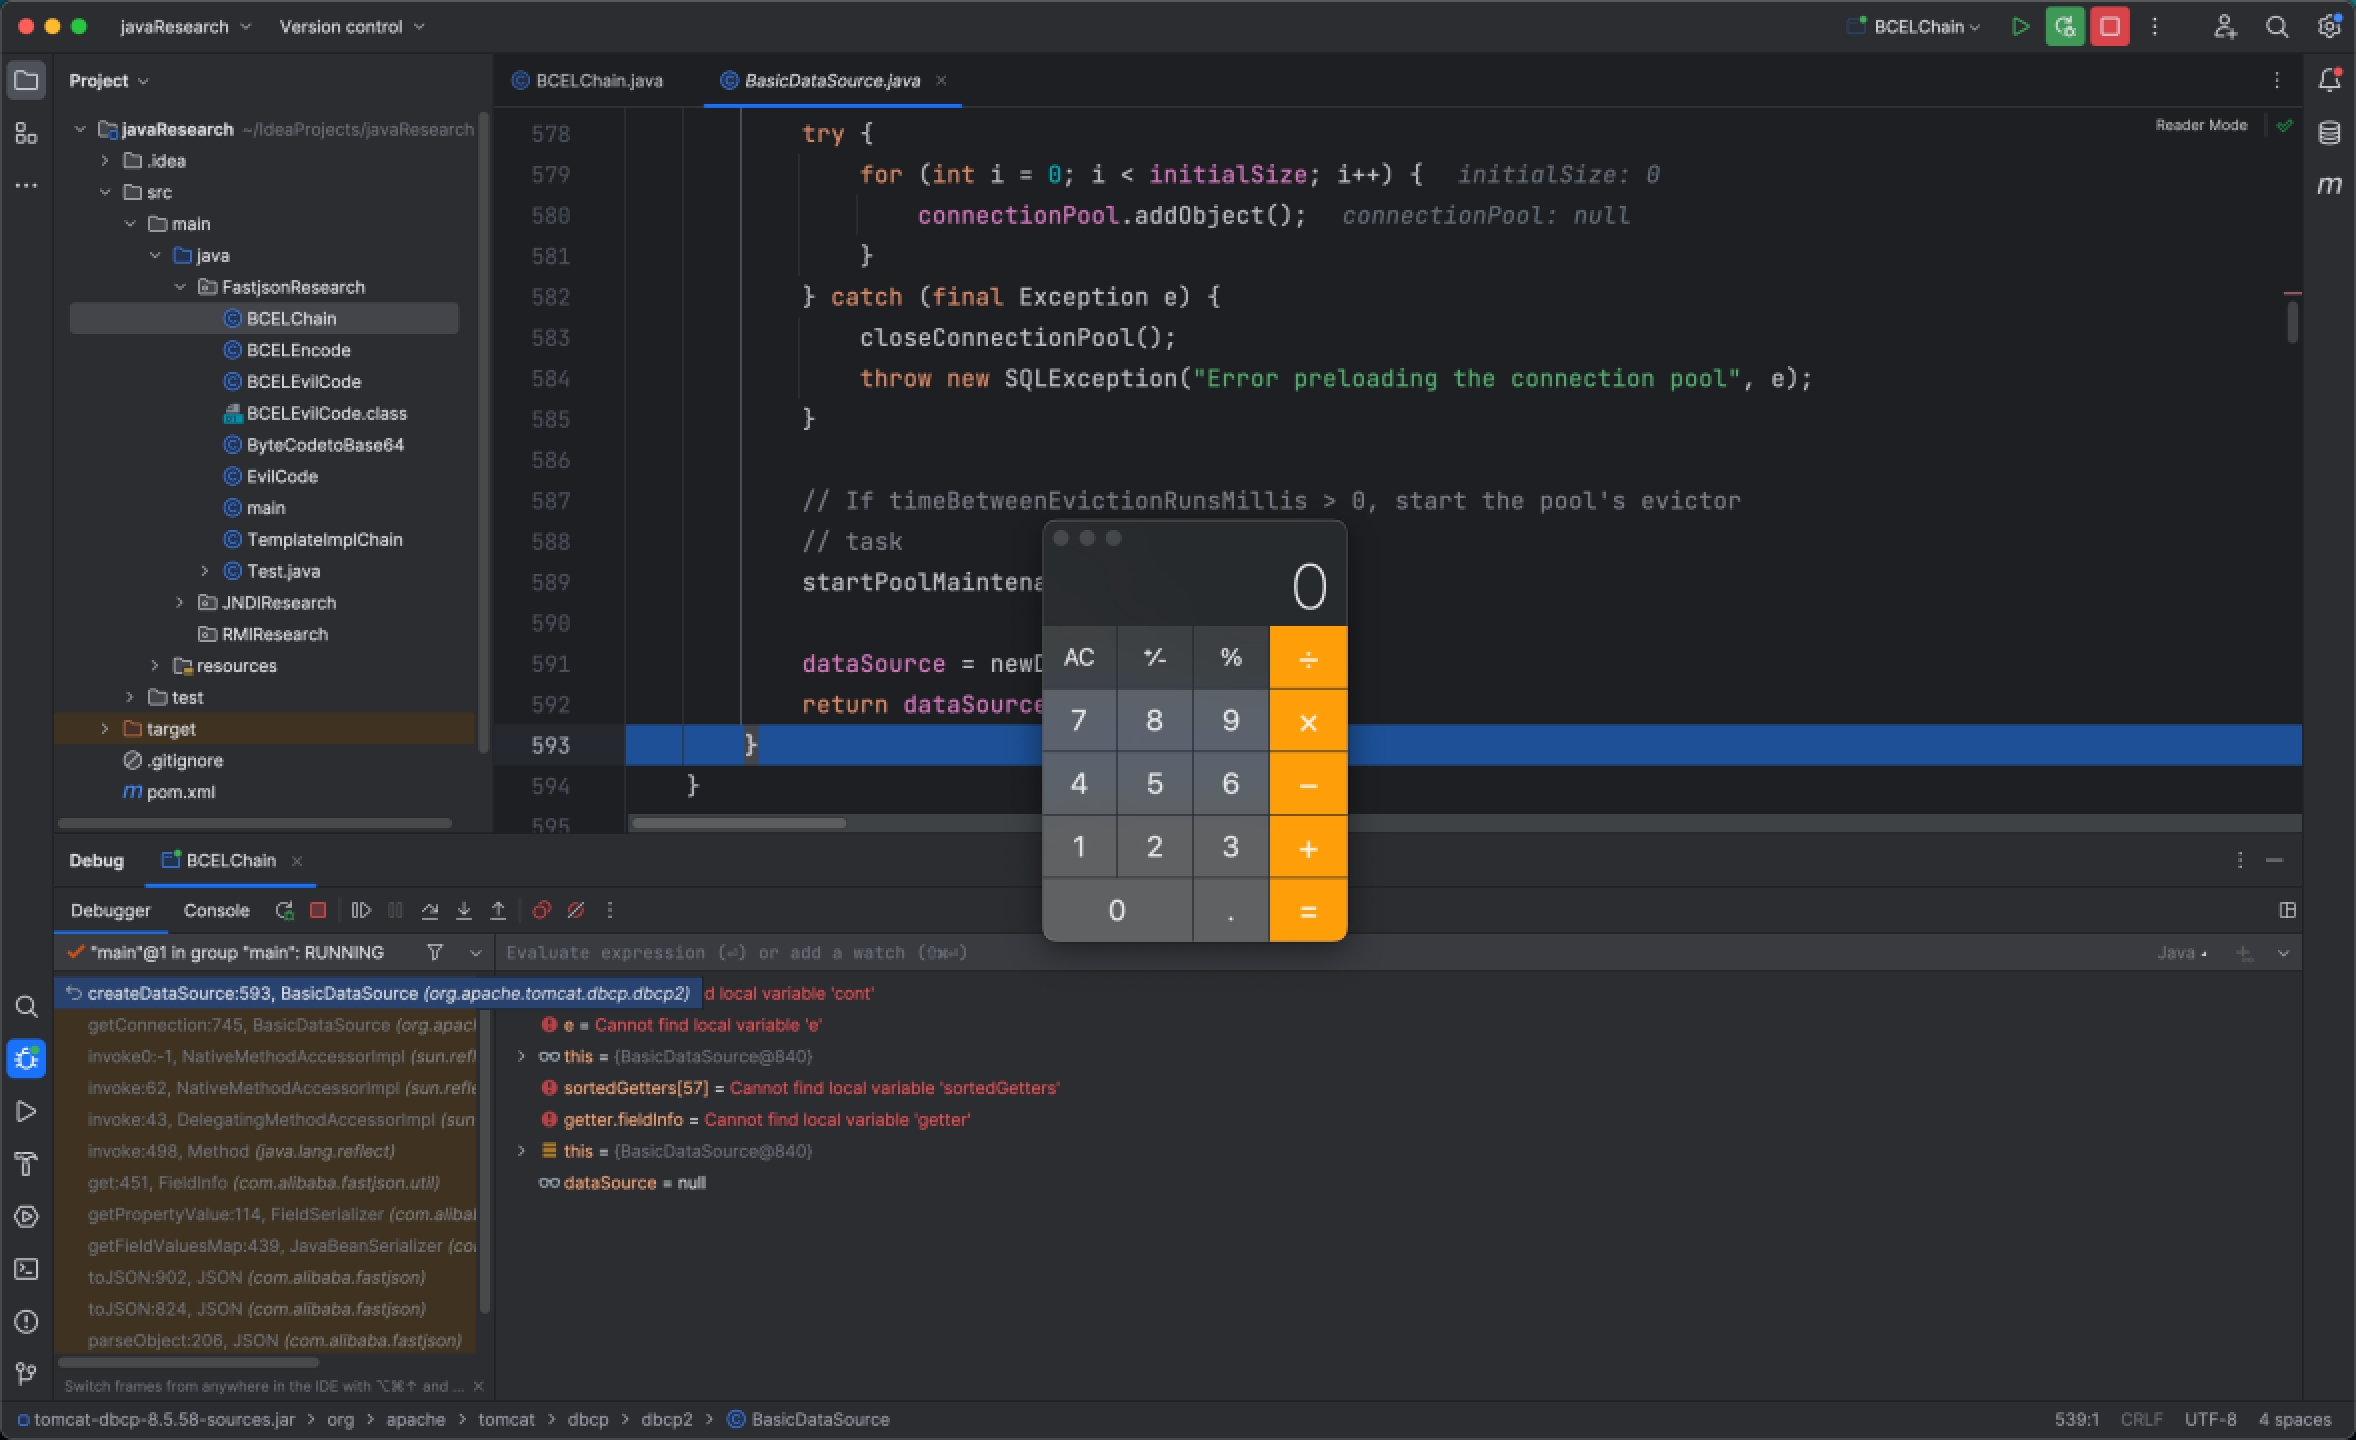 javaResearch Version control BCELChain
Project
BCELChain.java BasicDataSource.java
javaResearch ~/IdeaProjects/javaResearch
.idea
src
main
java
FastjsonResearch
BCELChain
BCELEncode
BCELEvilCode
BCELEvilCode.class
ByteCodetoBase64
EvilCode
main
TemplateImplChain
Test.java
JNDIResearch
RMIResearch
resources
test
target
.gitignore
m pom.xml
Reader Mode
m
578 try {
579 for (int i = 0; i < initialSize; i++) { initialSize: 0
580 connectionPool.addObject(); connectionPool: null
581 }
582 } catch (final Exception e) {
583 closeConnectionPool();
584 throw new SQLException("Error preloading the connection pool", e);
585 }
586
587 // If timeBetweenEvictionRunsMillis > 0, start the pool's evictor
588 // task
589 startPoolMaintena
590
591 dataSource = newD
592 return dataSource
593 }
594 }
595
0
AC +/- % ÷
7 8 9 ×
4 5 6 −
1 2 3 +
0 . =
Debug BCELChain
Debugger Console
"main"@1 in group "main": RUNNING
Evaluate expression (⏎) or add a watch (⇧⌘⏎) Java
createDataSource:593, BasicDataSource (org.apache.tomcat.dbcp.dbcp2)
getConnection:745, BasicDataSource (org.apac
invoke0:-1, NativeMethodAccessorImpl (sun.refl
invoke:62, NativeMethodAccessorImpl (sun.refle
invoke:43, DelegatingMethodAccessorImpl (sun
invoke:498, Method (java.lang.reflect)
get:451, FieldInfo (com.alibaba.fastjson.util)
getPropertyValue:114, FieldSerializer (com.alibal
getFieldValuesMap:439, JavaBeanSerializer (co
toJSON:902, JSON (com.alibaba.fastjson)
toJSON:824, JSON (com.alibaba.fastjson)
parseObject:206, JSON (com.alibaba.fastjson)
Switch frames from anywhere in the IDE with ⌥⌘↑ and ...
d local variable 'cont'
e = Cannot find local variable 'e'
this = {BasicDataSource@840}
sortedGetters[57] = Cannot find local variable 'sortedGetters'
getter.fieldInfo = Cannot find local variable 'getter'
this = {BasicDataSource@840}
dataSource = null
tomcat-dbcp-8.5.58-sources.jar > org > apache > tomcat > dbcp > dbcp2 > BasicDataSource
539:1 CRLF UTF-8 4 spaces